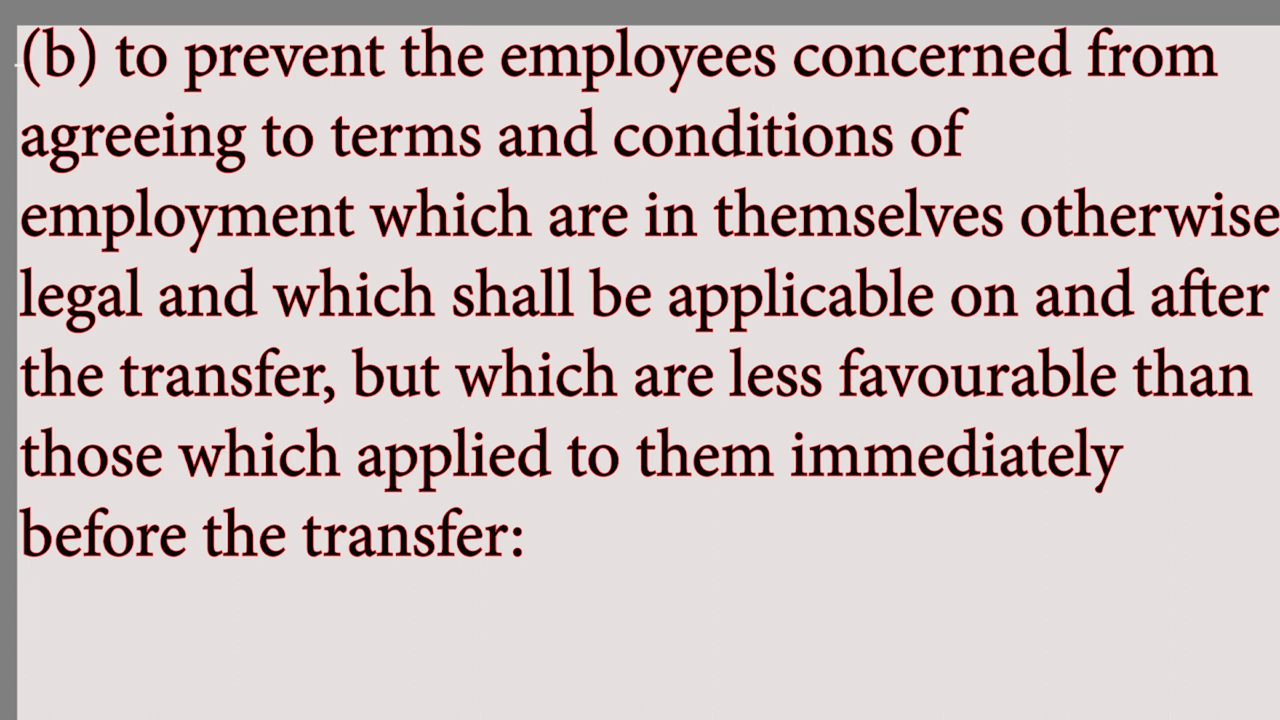 (b) to prevent the employees concerned from
agreeing to terms and conditions of
employment which are in themselves otherwise
legal and which shall be applicable on and after
the transfer, but which are less favourable than
those which applied to them immediately
before the transfer: